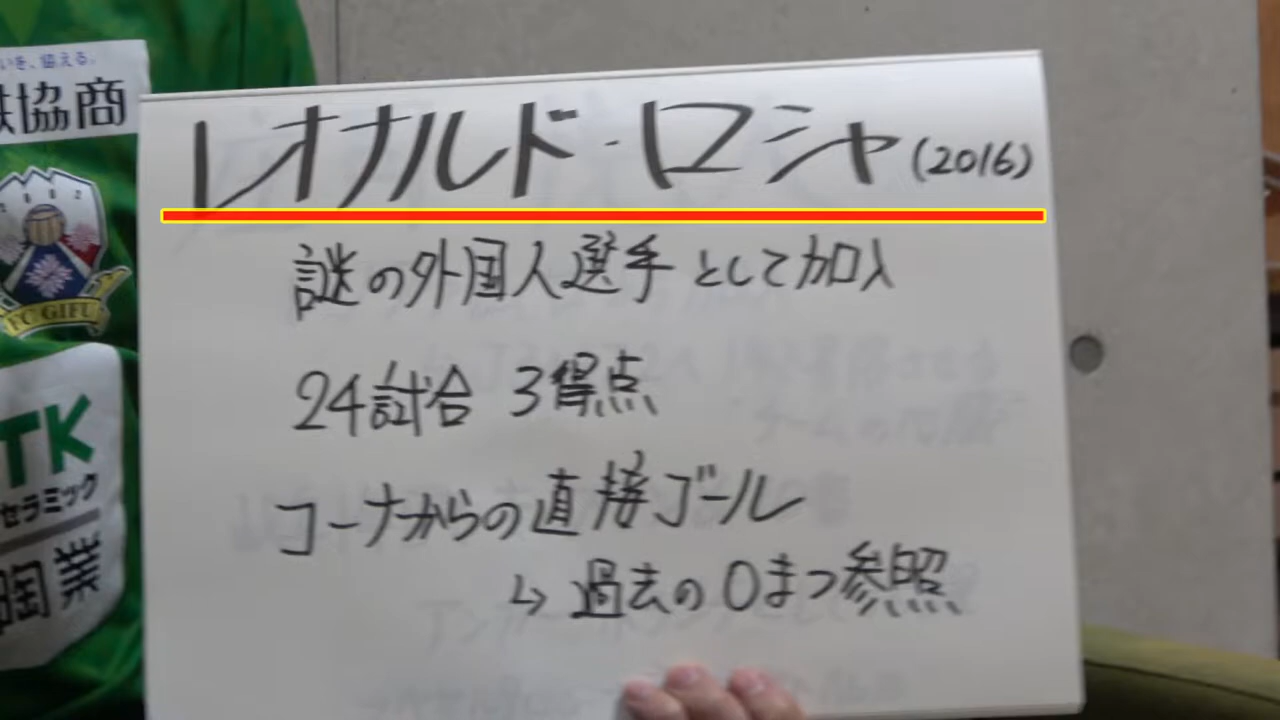 いを、鍛える。
協商
2002
FC GIFU
TK
セラミック
陶業
レオナルド・ロシャ(2016)
謎の外国人選手として加入
24試合 3得点
コーナからの直接ゴール
↳ 過去の0まつ参照